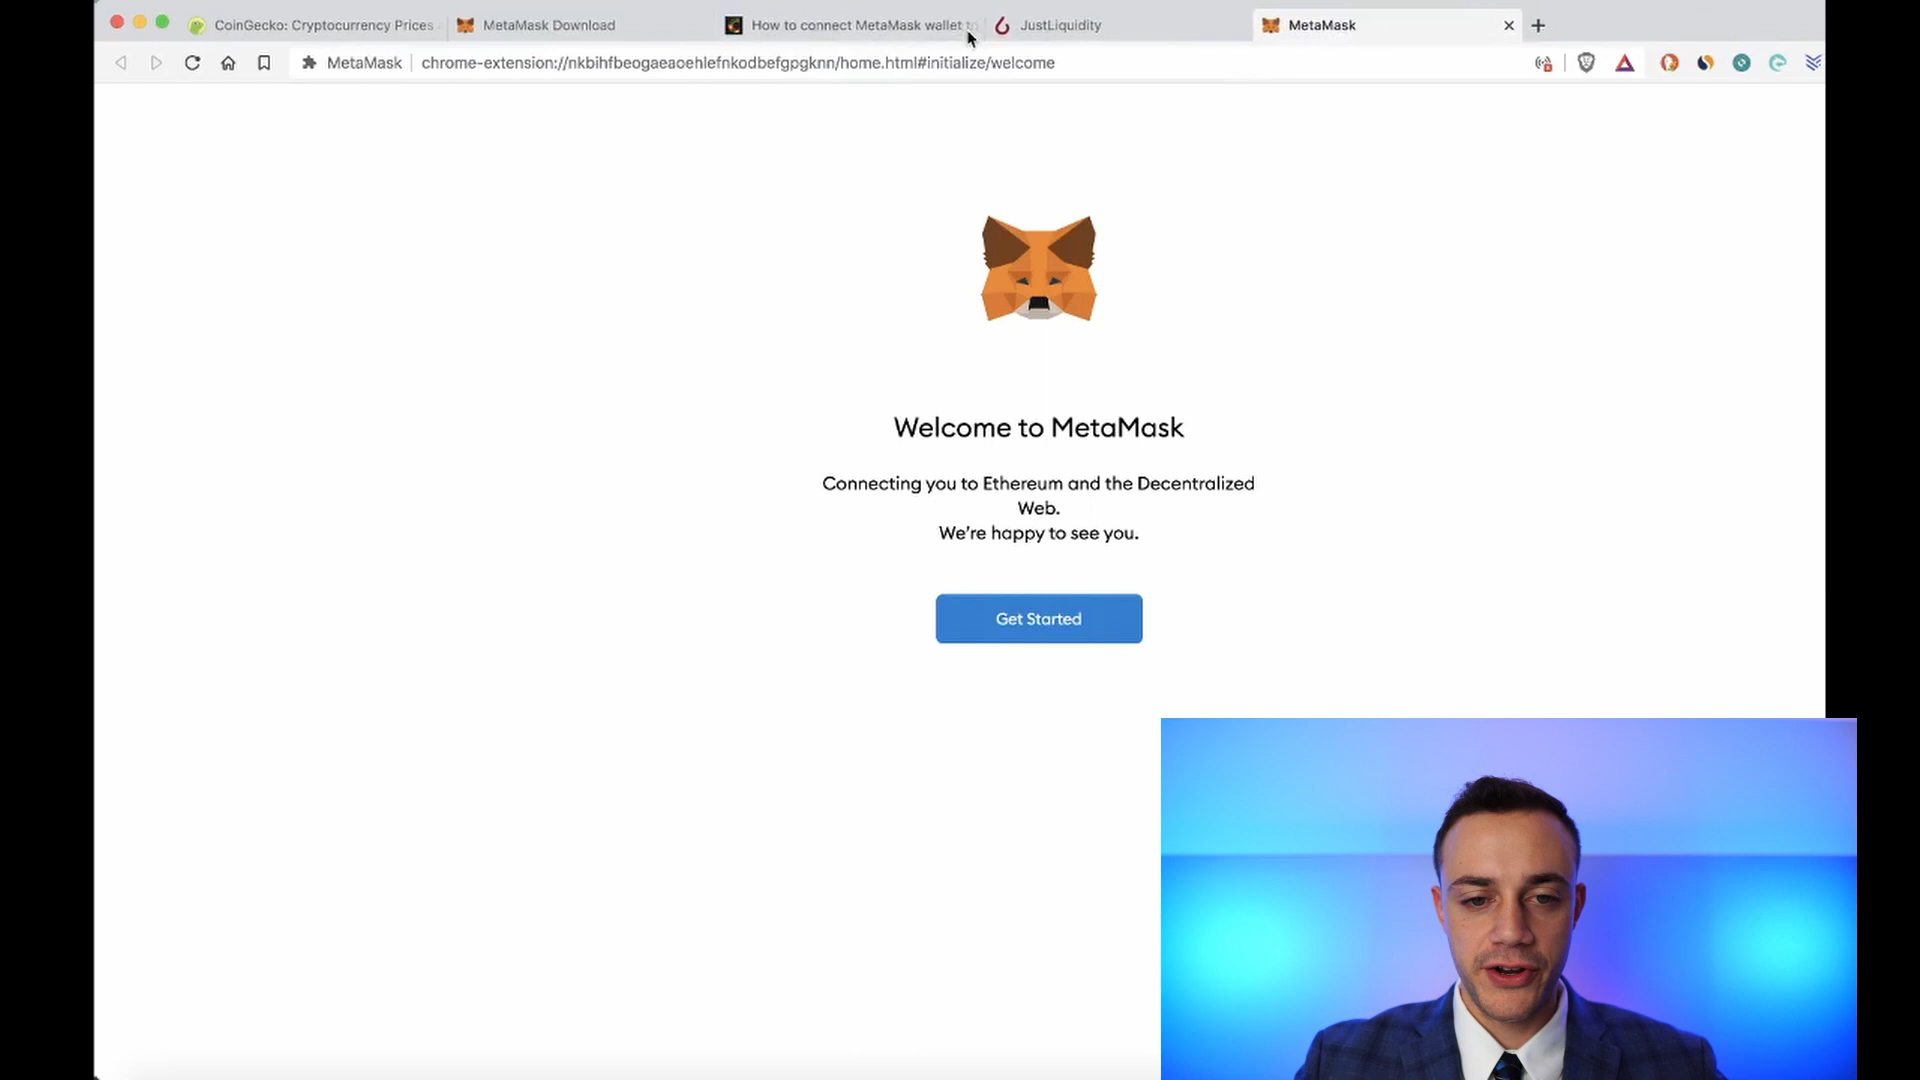 CoinGecko: Cryptocurrency Prices
MetaMask Download
How to connect MetaMask wallet to
JustLiquidity
MetaMask
MetaMask
chrome-extension://nkbihfbeogaeaoehlefnkodbefgpgknn/home.html#initialize/welcome
Welcome to MetaMask
Connecting you to Ethereum and the Decentralized
Web.
We're happy to see you.
Get Started